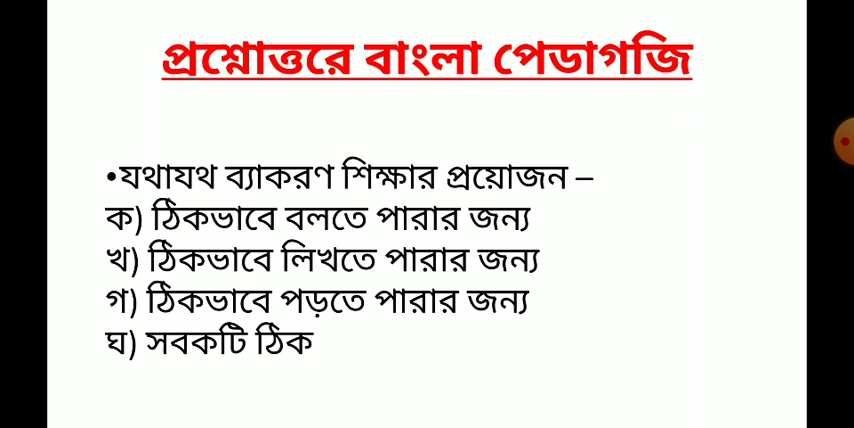 প্রশ্নোত্তরে বাংলা পেডাগজি
•যথাযথ ব্যাকরণ শিক্ষার প্রয়োজন –
ক) ঠিকভাবে বলতে পারার জন্য
খ) ঠিকভাবে লিখতে পারার জন্য
গ) ঠিকভাবে পড়তে পারার জন্য
ঘ) সবকটি ঠিক